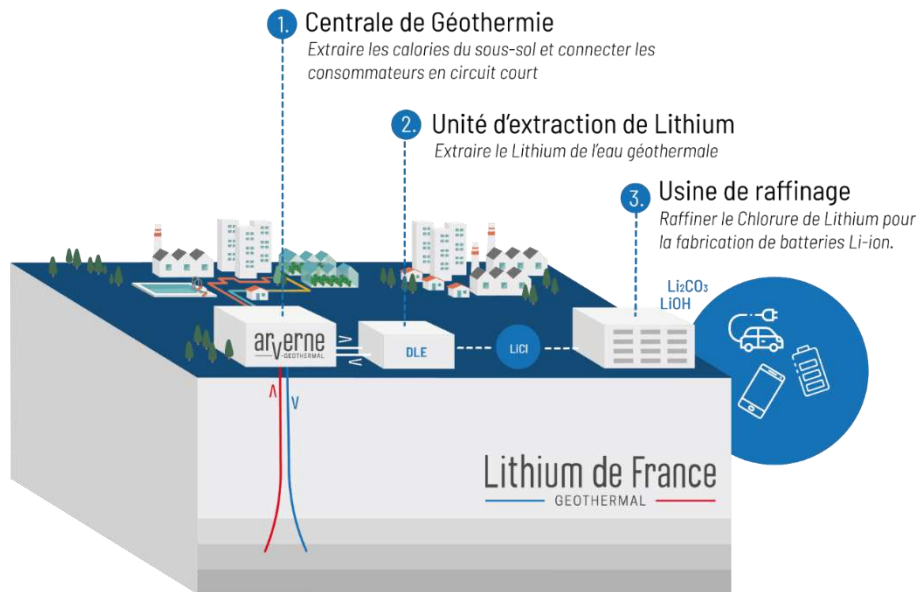 1. Centrale de Géothermie
Extraire les calories du sous-sol et connecter les
consommateurs en circuit court
2. Unité d'extraction de Lithium
Extraire le Lithium de l'eau géothermale
3. Usine de raffinage
Raffiner le Chlorure de Lithium pour
la fabrication de batteries Li-ion.
Li₂CO₃
LiOH
arverne
GEOTHERMAL
DLE
LiCl
Lithium de France
GEOTHERMAL